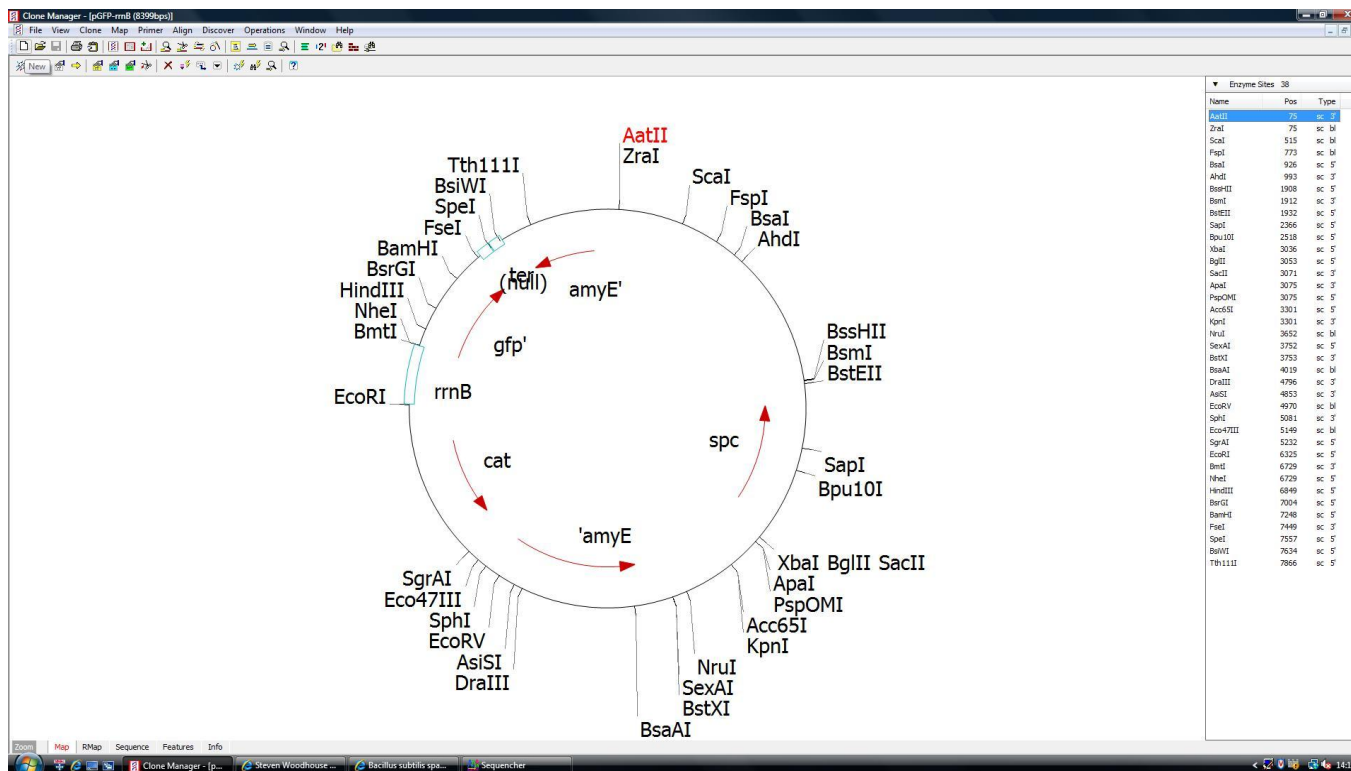 Clone Manager - [pGFP-rrnB (8399bps)]
File View Clone Map Primer Align Discover Operations Window Help
New
AatII
ZraI
Tth111I
BsiWI
SpeI
FseI
BamHI
BsrGI
HindIII
NheI
BmtI
EcoRI
ScaI
FspI
BsaI
AhdI
ter
(null)
amyE'
gfp'
rrnB
cat
'amyE
spc
BssHII
BsmI
BstEII
SapI
Bpu10I
XbaI BglII SacII
ApaI
PspOMI
Acc65I
KpnI
NruI
SexAI
BstXI
BsaAI
SgrAI
Eco47III
SphI
EcoRV
AsiSI
DraIII
Enzyme Sites 38
Name Pos Type
AatII 75 sc 3'
ZraI 75 sc bl
ScaI 515 sc bl
FspI 773 sc bl
BsaI 926 sc 5'
AhdI 993 sc 3'
BssHII 1908 sc 5'
BsmI 1912 sc 3'
BstEII 1932 sc 5'
SapI 2366 sc 5'
Bpu10I 2518 sc 5'
XbaI 3036 sc 5'
BglII 3053 sc 5'
SacII 3071 sc 3'
ApaI 3075 sc 3'
PspOMI 3075 sc 5'
Acc65I 3301 sc 5'
KpnI 3301 sc 3'
NruI 3652 sc bl
SexAI 3752 sc 5'
BstXI 3753 sc 3'
BsaAI 4019 sc bl
DraIII 4796 sc 3'
AsiSI 4853 sc 3'
EcoRV 4970 sc bl
SphI 5081 sc 3'
Eco47III 5149 sc bl
SgrAI 5232 sc 5'
EcoRI 6325 sc 5'
BmtI 6729 sc 3'
NheI 6729 sc 5'
HindIII 6849 sc 5'
BsrGI 7004 sc 5'
BamHI 7248 sc 5'
FseI 7449 sc 3'
SpeI 7557 sc 5'
BsiWI 7634 sc 5'
Tth111I 7866 sc 5'
Zoom Map RMap Sequence Features Info
Clone Manager - [p... Steven Woodhouse ... Bacillus subtilis spa... Sequencher